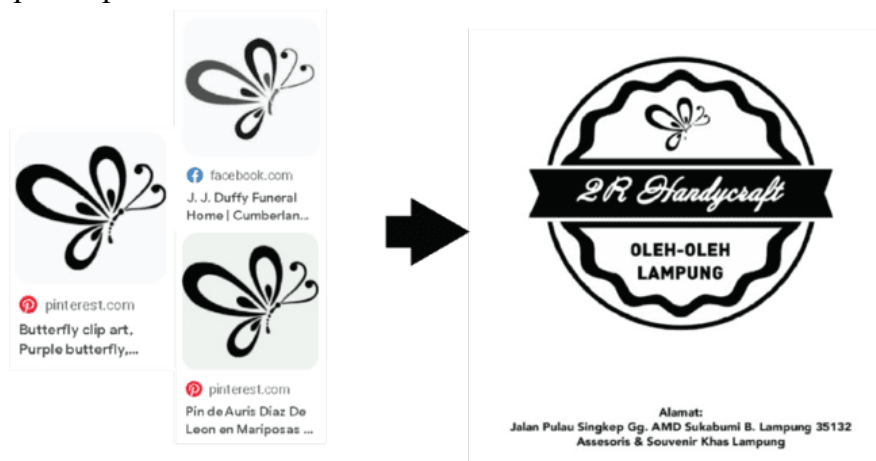 facebook.com
J. J. Duffy Funeral
Home | Cumberlan...
pinterest.com
Butterfly clip art,
Purple butterfly,...
pinterest.com
Pin de Auris Díaz De
Leon en Mariposas ...
2R Handycraft
OLEH-OLEH
LAMPUNG
Alamat:
Jalan Pulau Singkep Gg. AMD Sukabumi B. Lampung 35132
Assesoris & Souvenir Khas Lampung